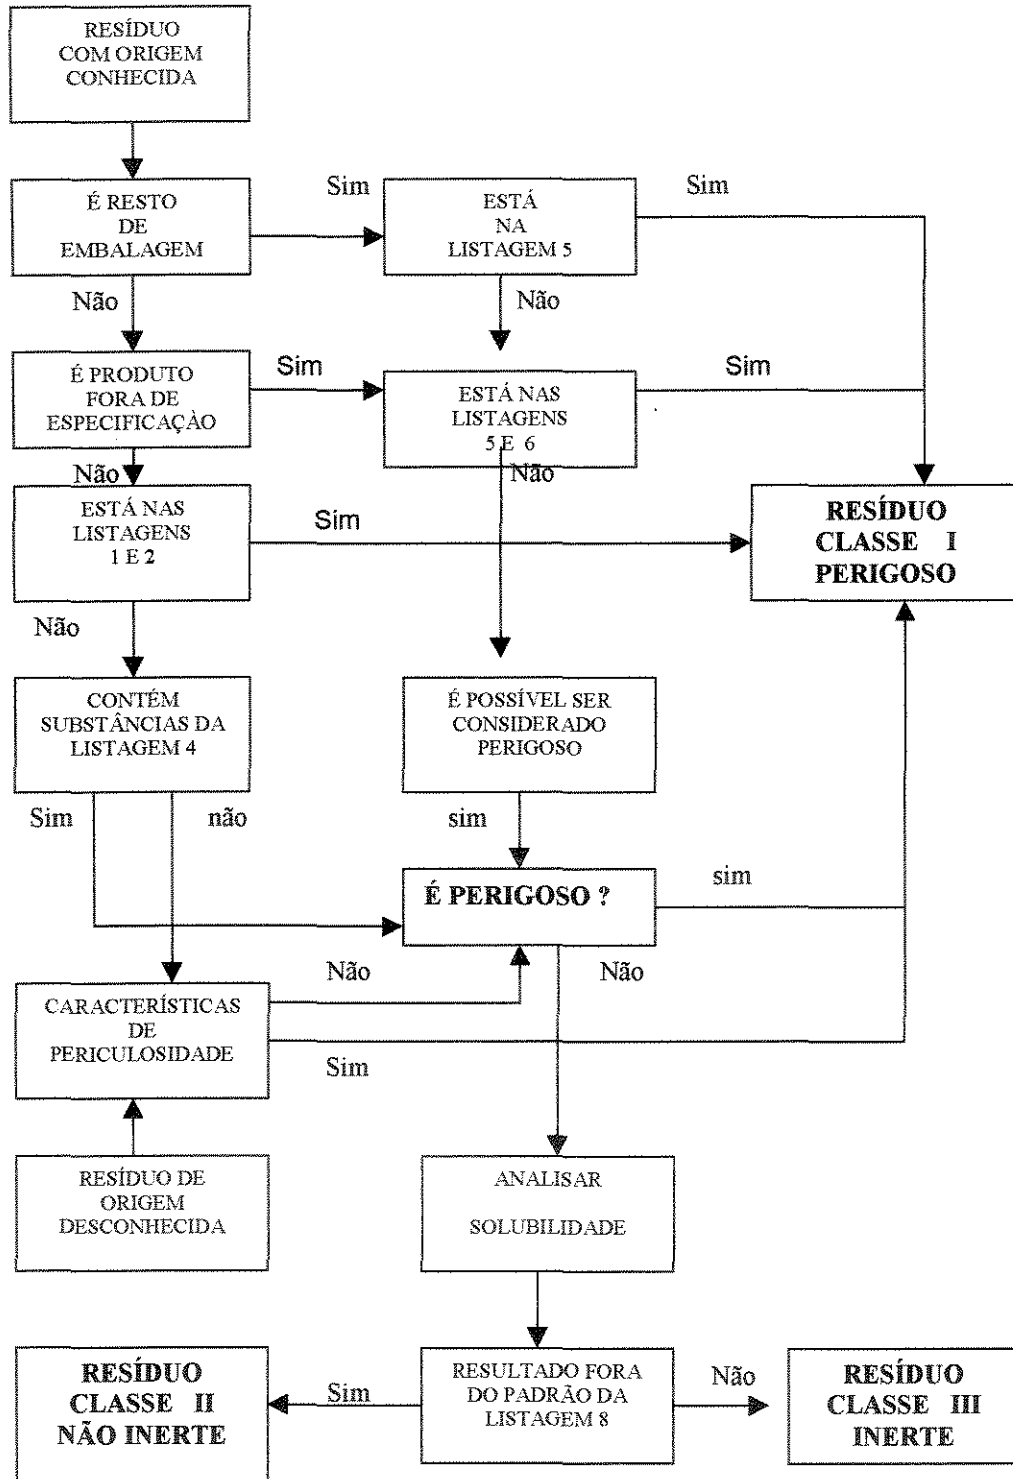 RESÍDUO
COM ORIGEM
CONHECIDA
É RESTO
DE
EMBALAGEM
Sim
ESTÁ
NA
LISTAGEM 5
Sim
Não
Não
É PRODUTO
FORA DE
ESPECIFICAÇÀO
Sim
ESTÁ NAS
LISTAGENS
5 E 6
Sim
Não
Não
ESTÁ NAS
LISTAGENS
1 E 2
Sim
RESÍDUO
CLASSE I
PERIGOSO
Não
CONTÉM
SUBSTÂNCIAS DA
LISTAGEM 4
É POSSÍVEL SER
CONSIDERADO
PERIGOSO
Sim
não
sim
É PERIGOSO ?
sim
Não
Não
CARACTERÍSTICAS
DE
PERICULOSIDADE
Sim
RESÍDUO DE
ORIGEM
DESCONHECIDA
ANALISAR
SOLUBILIDADE
RESÍDUO
CLASSE II
NÃO INERTE
Sim
RESULTADO FORA
DO PADRÃO DA
LISTAGEM 8
Não
RESÍDUO
CLASSE III
INERTE